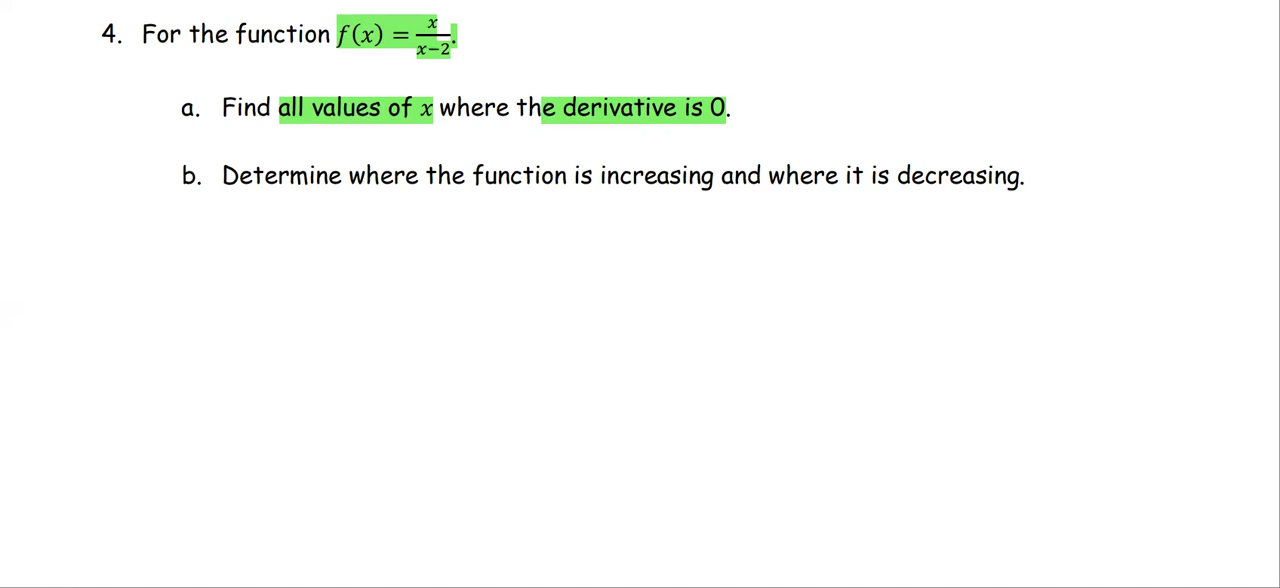 4. For the function f(x) = x/(x−2).
a. Find all values of x where the derivative is 0.
b. Determine where the function is increasing and where it is decreasing.